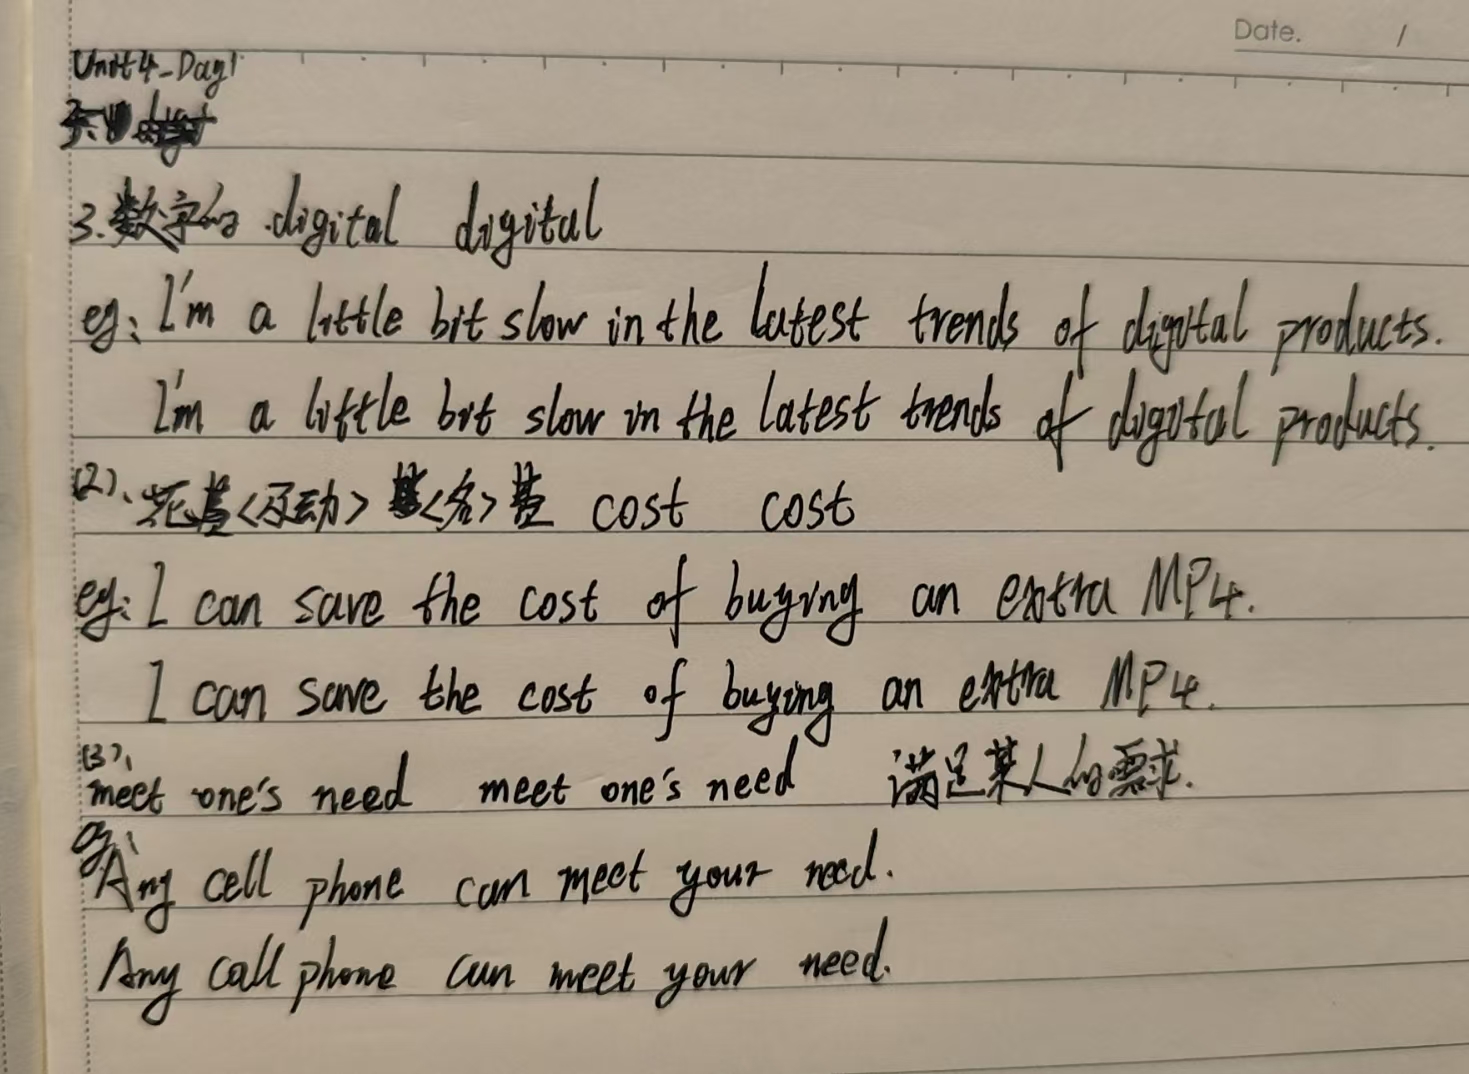 Date. /
Unit4-Day1
3.数字的 digital digital
eg: I'm a little bit slow in the latest trends of digital products.
I'm a little bit slow in the latest trends of digital products.
(2)、花费<及动> <名> 费 cost cost
eg: I can save the cost of buying an extra MP4.
I can save the cost of buying an extra MP4.
(3)、
meet one's need meet one's need 满足某人的需求.
eg:
Any cell phone can meet your need.
Any call phone can meet your need.